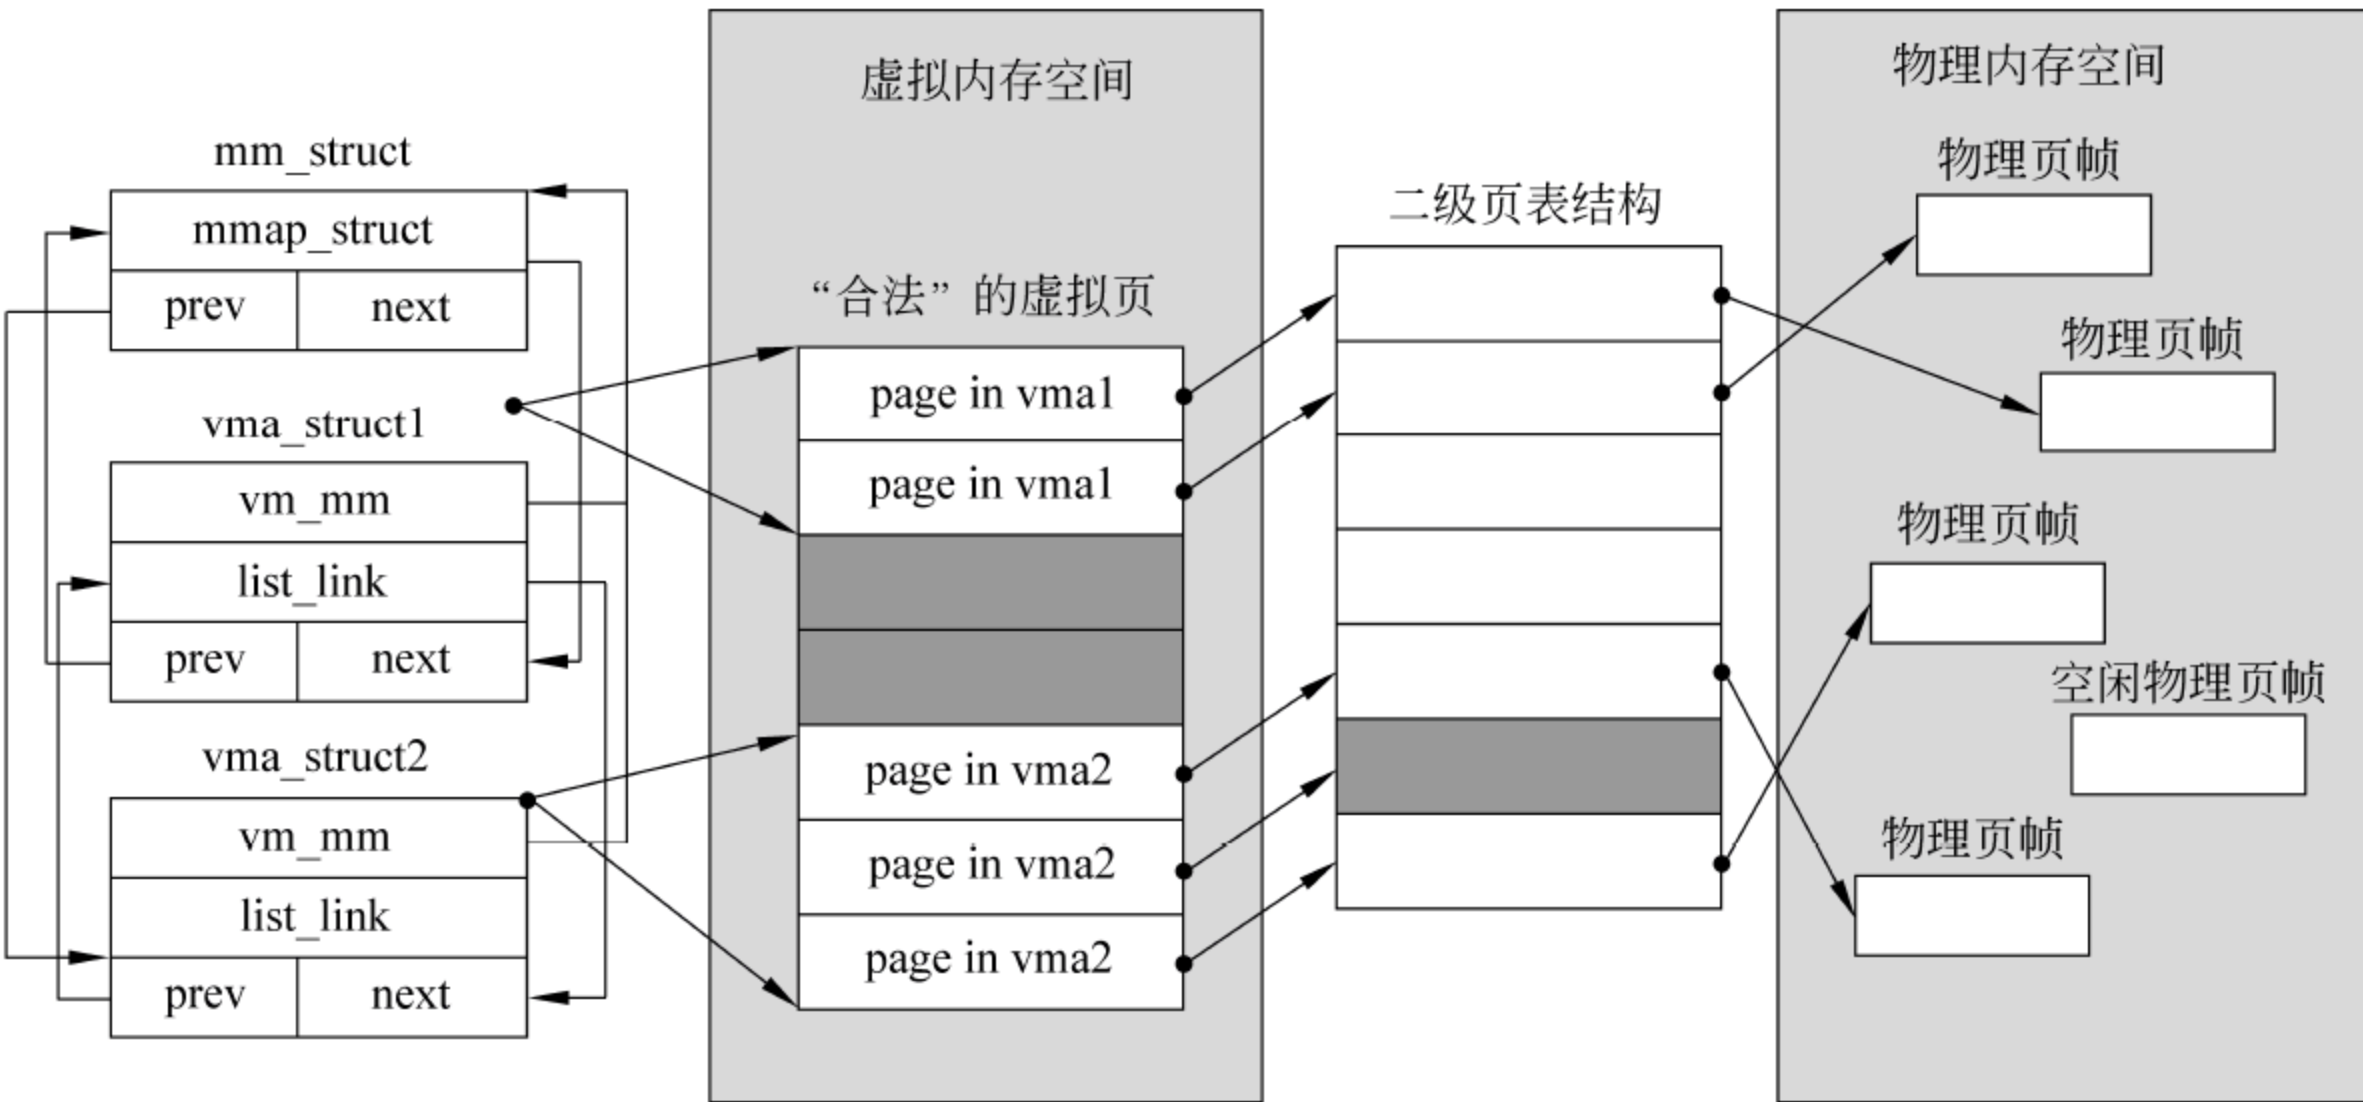 mm_struct
mmap_struct
prev next
vma_struct1
vm_mm
list_link
prev next
vma_struct2
vm_mm
list_link
prev next
虚拟内存空间
“合法”的虚拟页
page in vma1
page in vma1
page in vma2
page in vma2
page in vma2
二级页表结构
物理内存空间
物理页帧
物理页帧
物理页帧
空闲物理页帧
物理页帧